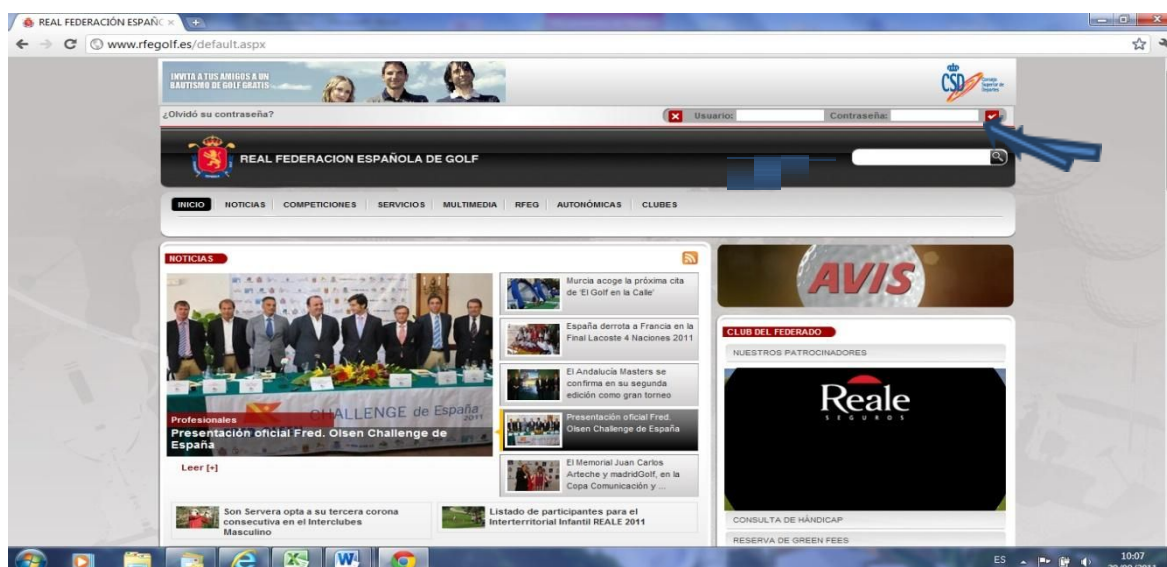 REAL FEDERACIÓN ESPAÑO
www.rfegolf.es/default.aspx
INVITA A TUS AMIGOS A UN
BAUTISMO DE GOLF GRATIS
CSD
Consejo
Superior de
Deportes
¿Olvidó su contraseña?
Usuario:
Contraseña:
REAL FEDERACION ESPAÑOLA DE GOLF
INICIO NOTICIAS COMPETICIONES SERVICIOS MULTIMEDIA RFEG AUTONÓMICAS CLUBES
NOTICIAS
CHALLENGE de España
2011
Profesionales
Presentación oficial Fred. Olsen Challenge de
España
Leer [+]
Murcia acoge la próxima cita
de 'El Golf en la Calle'
España derrota a Francia en la
Final Lacoste 4 Naciones 2011
El Andalucía Masters se
confirma en su segunda
edición como gran torneo
Presentación oficial Fred.
Olsen Challenge de España
El Memorial Juan Carlos
Arteche y madridGolf, en la
Copa Comunicación y ...
Son Servera opta a su tercera corona
consecutiva en el Interclubes
Masculino
Listado de participantes para el
Interterritorial Infantil REALE 2011
AVIS
CLUB DEL FEDERADO
NUESTROS PATROCINADORES
Reale
SEGUROS
CONSULTA DE HÁNDICAP
RESERVA DE GREEN FEES
ES
10:07